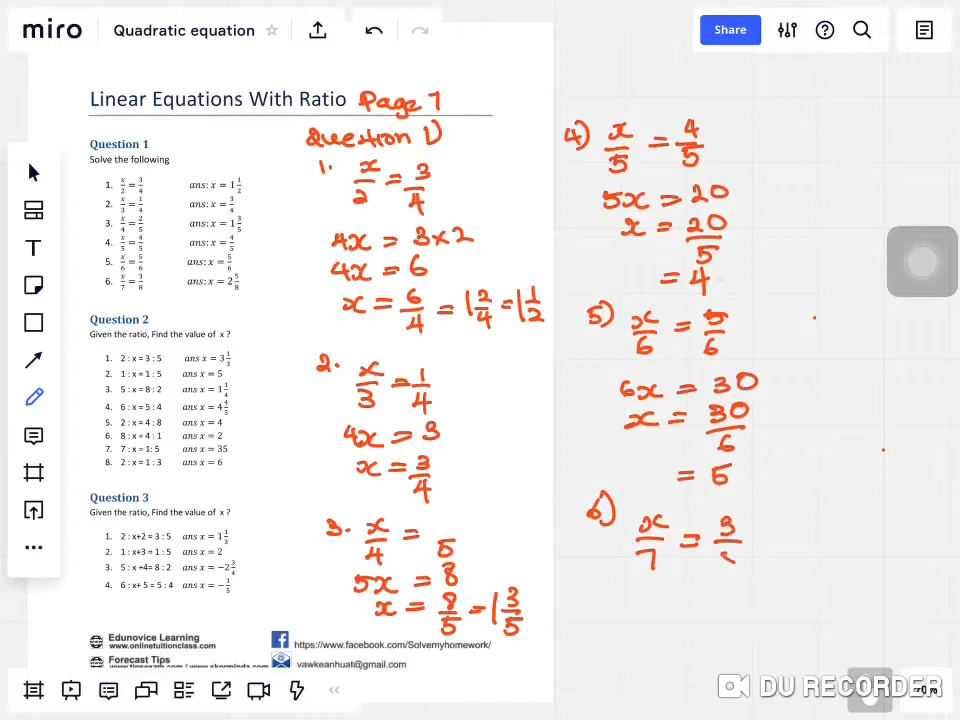 miro Quadratic equation Share
Linear Equations With Ratio Page 7
Question 1
Solve the following
1. x/2 = 3/4 ans: x = 1 1/2
2. x/3 = 1/4 ans: x = 3/4
3. x/4 = 2/5 ans: x = 1 3/5
4. x/5 = 4/5 ans: x = 4/5
5. x/6 = 5/6 ans: x = 5/6
6. x/7 = 3/8 ans: x = 2 5/8
Question 2
Given the ratio, Find the value of x ?
1. 2 : x = 3 : 5 ans x = 3 1/3
2. 1 : x = 1 : 5 ans x = 5
3. 5 : x = 8 : 2 ans x = 1 1/4
4. 6 : x = 5 : 4 ans x = 4 4/5
5. 2 : x = 4 : 8 ans x = 4
6. 8 : x = 4 : 1 ans x = 2
7. 7 : x = 1: 5 ans x = 35
8. 2 : x = 1 : 3 ans x = 6
Question 3
Given the ratio, Find the value of x ?
1. 2 : x+2 = 3 : 5 ans x = 1 1/3
2. 1 : x+3 = 1 : 5 ans x = 2
3. 5 : x +4= 8 : 2 ans x = −2 3/4
4. 6 : x+ 5 = 5 : 4 ans x = − 1/5
Edunovice Learning
www.onlinetuitionclass.com
https://www.facebook.com/Solvemyhomework/
Forecast Tips
yawkeanhuat@gmail.com
Question 1)
1. x/2 = 3/4
4x = 3×2
4x = 6
x = 6/4 = 1 2/4 = 1 1/2
2. x/3 = 1/4
4x = 3
x = 3/4
3. x/4 = 5
5x = 8
x = 8/5 = 1 3/5
4) x/5 = 4/5
5x = 20
x = 20/5
= 4
5) x/6 = 5/6
6x = 30
x = 30/6
= 5
6) x/7 = 3/
DU RECORDER